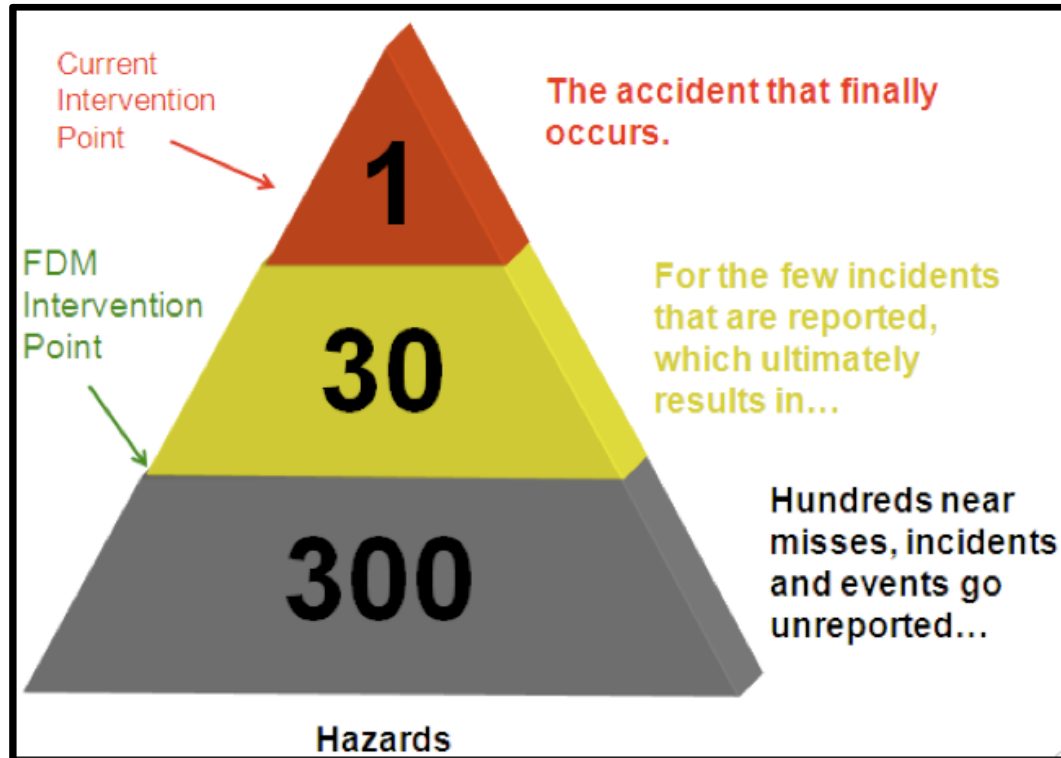 Current
Intervention
Point
1
The accident that finally
occurs.
FDM
Intervention
Point
30
For the few incidents
that are reported,
which ultimately
results in...
300
Hundreds near
misses, incidents
and events go
unreported...
Hazards